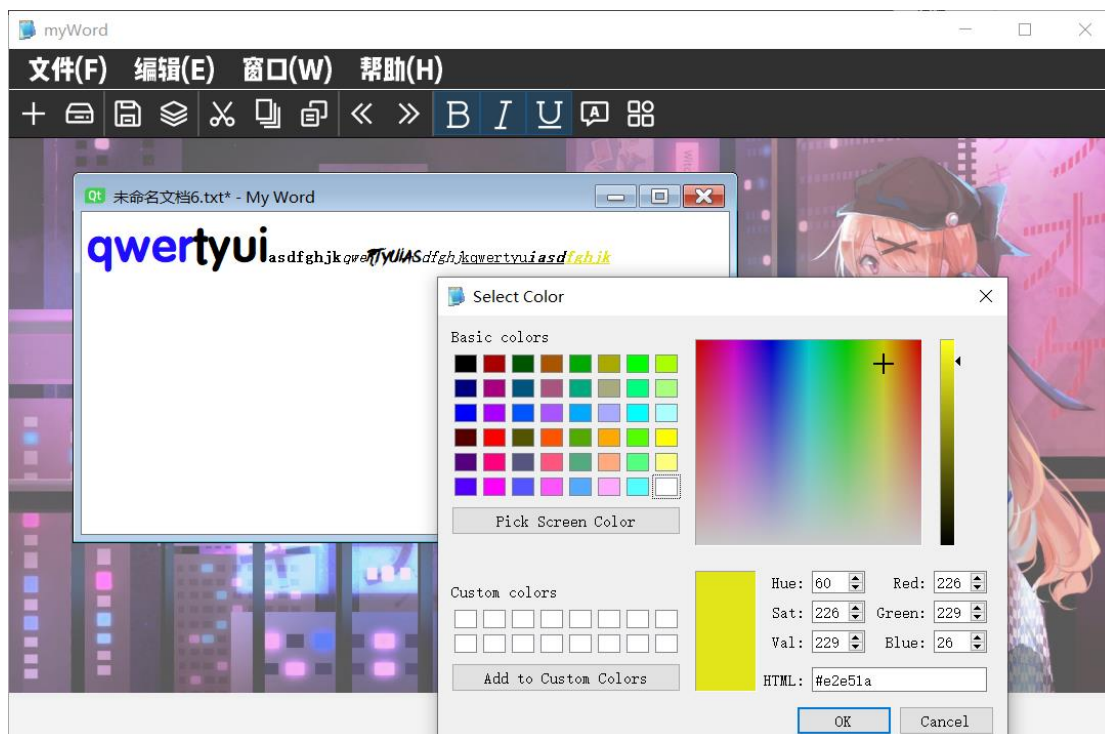 myWord
文件(F) 编辑(E) 窗口(W) 帮助(H)
B I U A
Qt 未命名文档6.txt* - My Word
qwertyuiasdfghjkqweRTYUIASdfghjkqwertyuiasdfghjk
Select Color
Basic colors
Pick Screen Color
Custom colors
Add to Custom Colors
Hue: 60 Red: 226
Sat: 226 Green: 229
Val: 229 Blue: 26
HTML: #e2e51a
OK Cancel